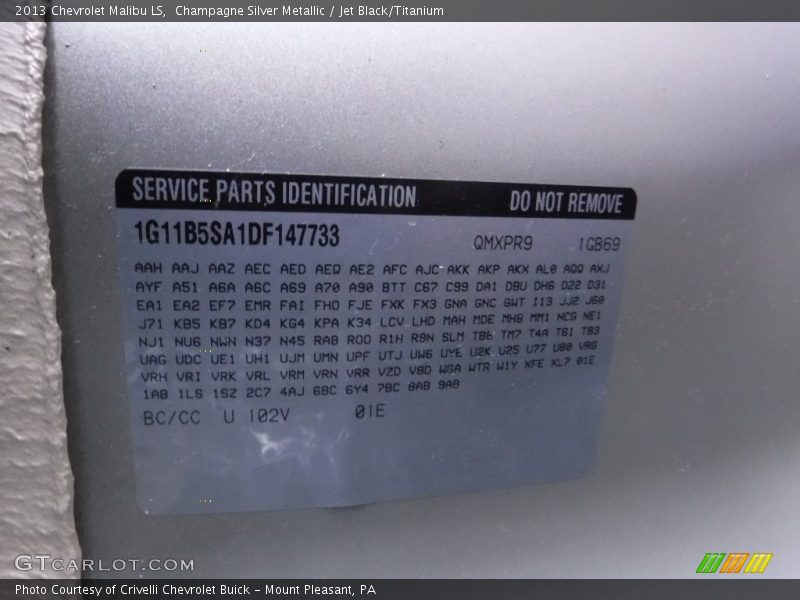 2013 Chevrolet Malibu LS,  Champagne Silver Metallic / Jet Black/Titanium
SERVICE PARTS IDENTIFICATION DO NOT REMOVE
1G11B5SA1DF147733 QMXPR9 1GB69
AAH AAJ AAZ AEC AED AEQ AE2 AFC AJC AKK AKP AKX AL0 AQQ AXJ
AYF A51 A6A A6C A69 A70 A90 BTT C67 C99 DA1 DBU DH6 D22 D31
EA1 EA2 EF7 EMR FAI FHO FJE FXK FX3 GNA GNC GWT I13 JJ2 J60
J71 KB5 KB7 KD4 KG4 KPA K34 LCV LHD MAH MDE MH8 MM1 NC9 NE1
NJ1 NU6 NWN N37 N45 RA8 ROO R1H R9N SLM TB6 TM7 T4A T61 T83
UAG UDC UE1 UH1 UJM UMN UPF UTJ UW6 UYE U2K U25 U77 U80 VRG
VRH VRI VRK VRL VRM VRN VRR VZD V8D WGA WTR W1Y XFE XL7 01E
1AB 1LS 1SZ 2C7 4AJ 6BC 6Y4 7BC 8AB 9AB
BC/CC U 102V 01E
GTCARLOT.COM
Photo Courtesy of Crivelli Chevrolet Buick – Mount Pleasant, PA